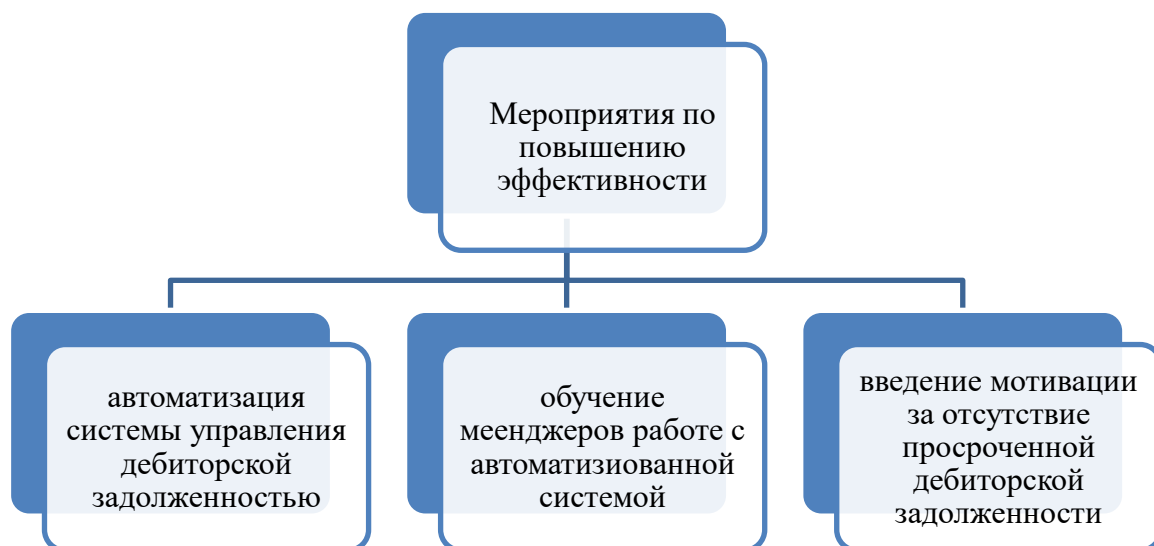 Мероприятия по
повышению
эффективности
автоматизация
системы управления
дебиторской
задолженностью
обучение
меенджеров работе с
автоматизиованной
системой
введение мотивации
за отсутствие
просроченной
дебиторской
задолженности